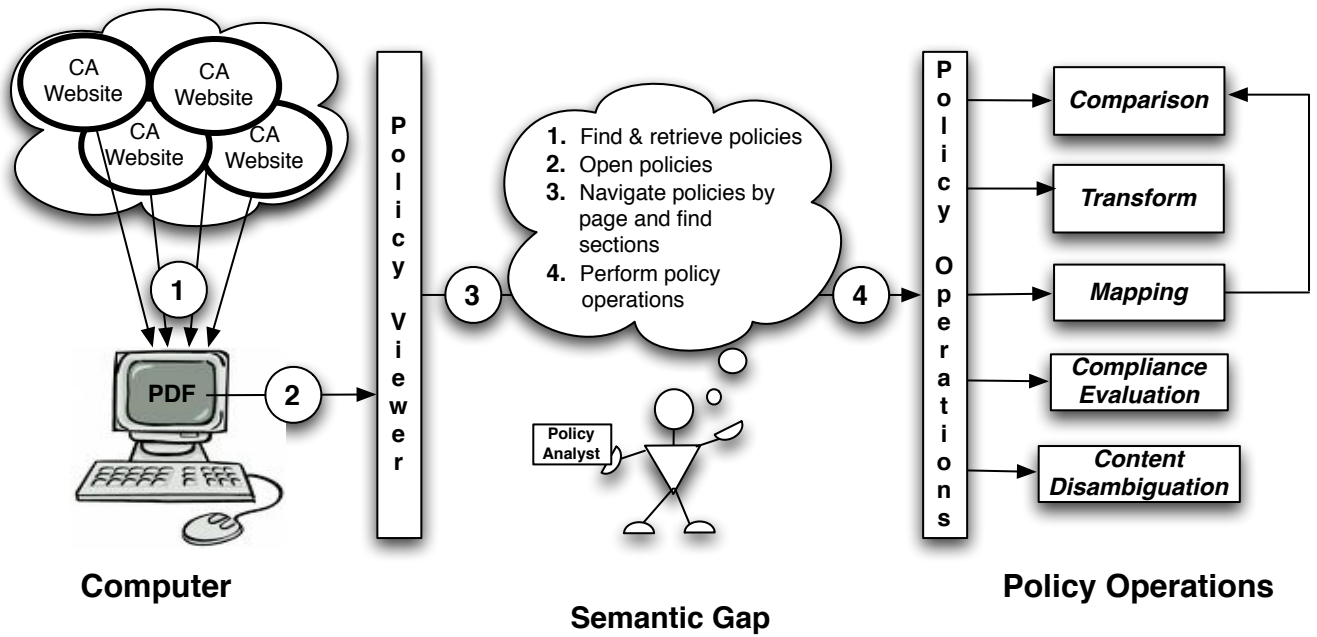 CA
Website
CA
Website
CA
Website
CA
Website
1
PDF
2
Computer
Policy Viewer
3
1. Find & retrieve policies
2. Open policies
3. Navigate policies by
page and find
sections
4. Perform policy
operations
Policy
Analyst
Semantic Gap
4
Policy Operations
Comparison
Transform
Mapping
Compliance
Evaluation
Content
Disambiguation
Policy Operations